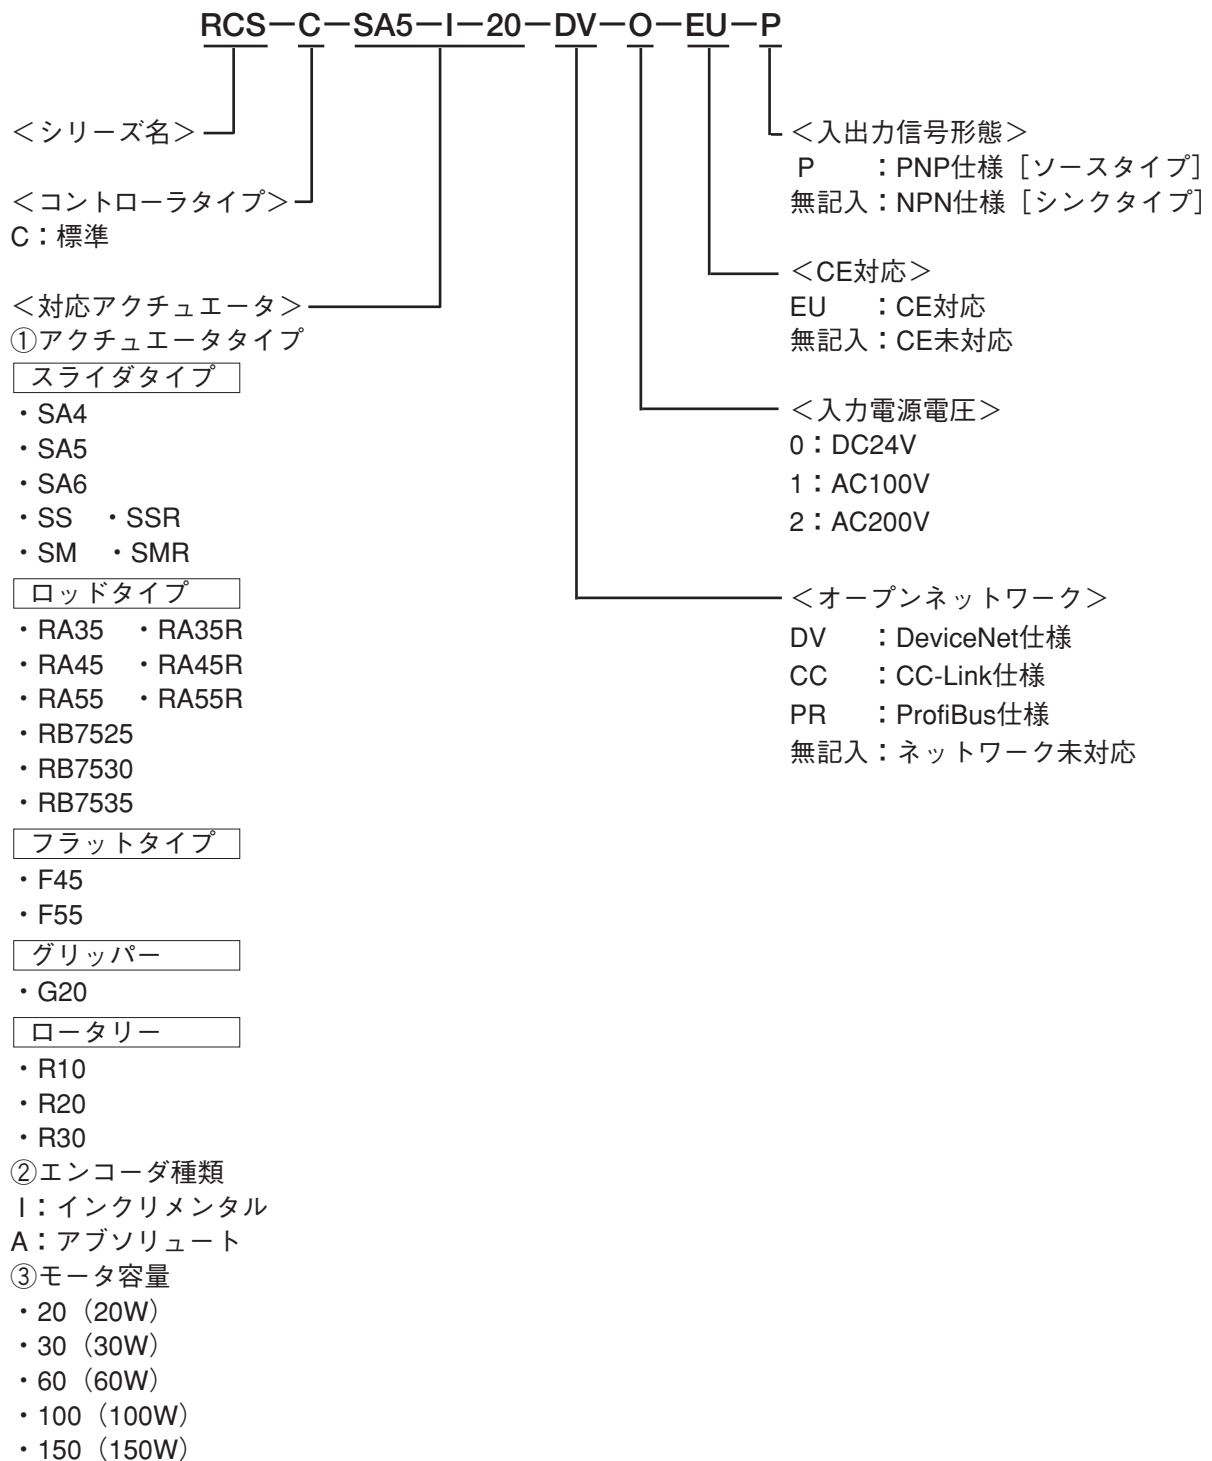 RCS－C－SA5－I－20－DV－O－EU－P
＜シリーズ名＞
＜コントローラタイプ＞
C：標準
＜対応アクチュエータ＞
①アクチュエータタイプ
スライダタイプ
・SA4
・SA5
・SA6
・SS ・SSR
・SM ・SMR
ロッドタイプ
・RA35 ・RA35R
・RA45 ・RA45R
・RA55 ・RA55R
・RB7525
・RB7530
・RB7535
フラットタイプ
・F45
・F55
グリッパー
・G20
ロータリー
・R10
・R20
・R30
②エンコーダ種類
I：インクリメンタル
A：アブソリュート
③モータ容量
・20（20W）
・30（30W）
・60（60W）
・100（100W）
・150（150W）
＜入出力信号形態＞
P ：PNP仕様［ソースタイプ］
無記入：NPN仕様［シンクタイプ］
＜CE対応＞
EU ：CE対応
無記入：CE未対応
＜入力電源電圧＞
0：DC24V
1：AC100V
2：AC200V
＜オープンネットワーク＞
DV ：DeviceNet仕様
CC ：CC-Link仕様
PR ：ProfiBus仕様
無記入：ネットワーク未対応